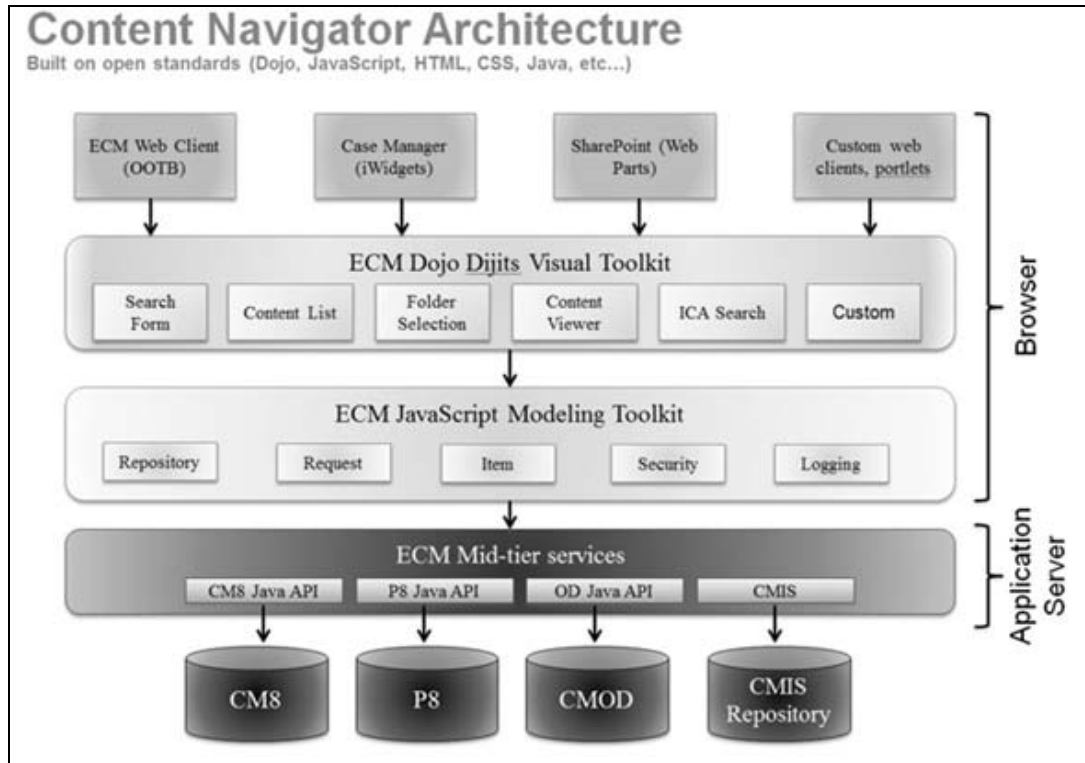 Content Navigator Architecture
Built on open standards (Dojo, JavaScript, HTML, CSS, Java, etc...)
ECM Web Client
(OOTB)
Case Manager
(iWidgets)
SharePoint (Web
Parts)
Custom web
clients, portlets
ECM Dojo Dijits Visual Toolkit
Search
Form
Content List
Folder
Selection
Content
Viewer
ICA Search
Custom
Browser
ECM JavaScript Modeling Toolkit
Repository
Request
Item
Security
Logging
ECM Mid-tier services
CM8 Java API
P8 Java API
OD Java API
CMIS
Application
Server
CM8
P8
CMOD
CMIS
Repository